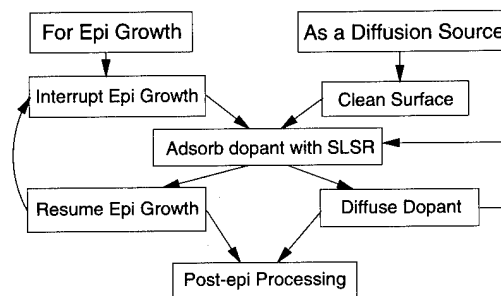 For Epi Growth
As a Diffusion Source
Interrupt Epi Growth
Clean Surface
Adsorb dopant with SLSR
Resume Epi Growth
Diffuse Dopant
Post-epi Processing